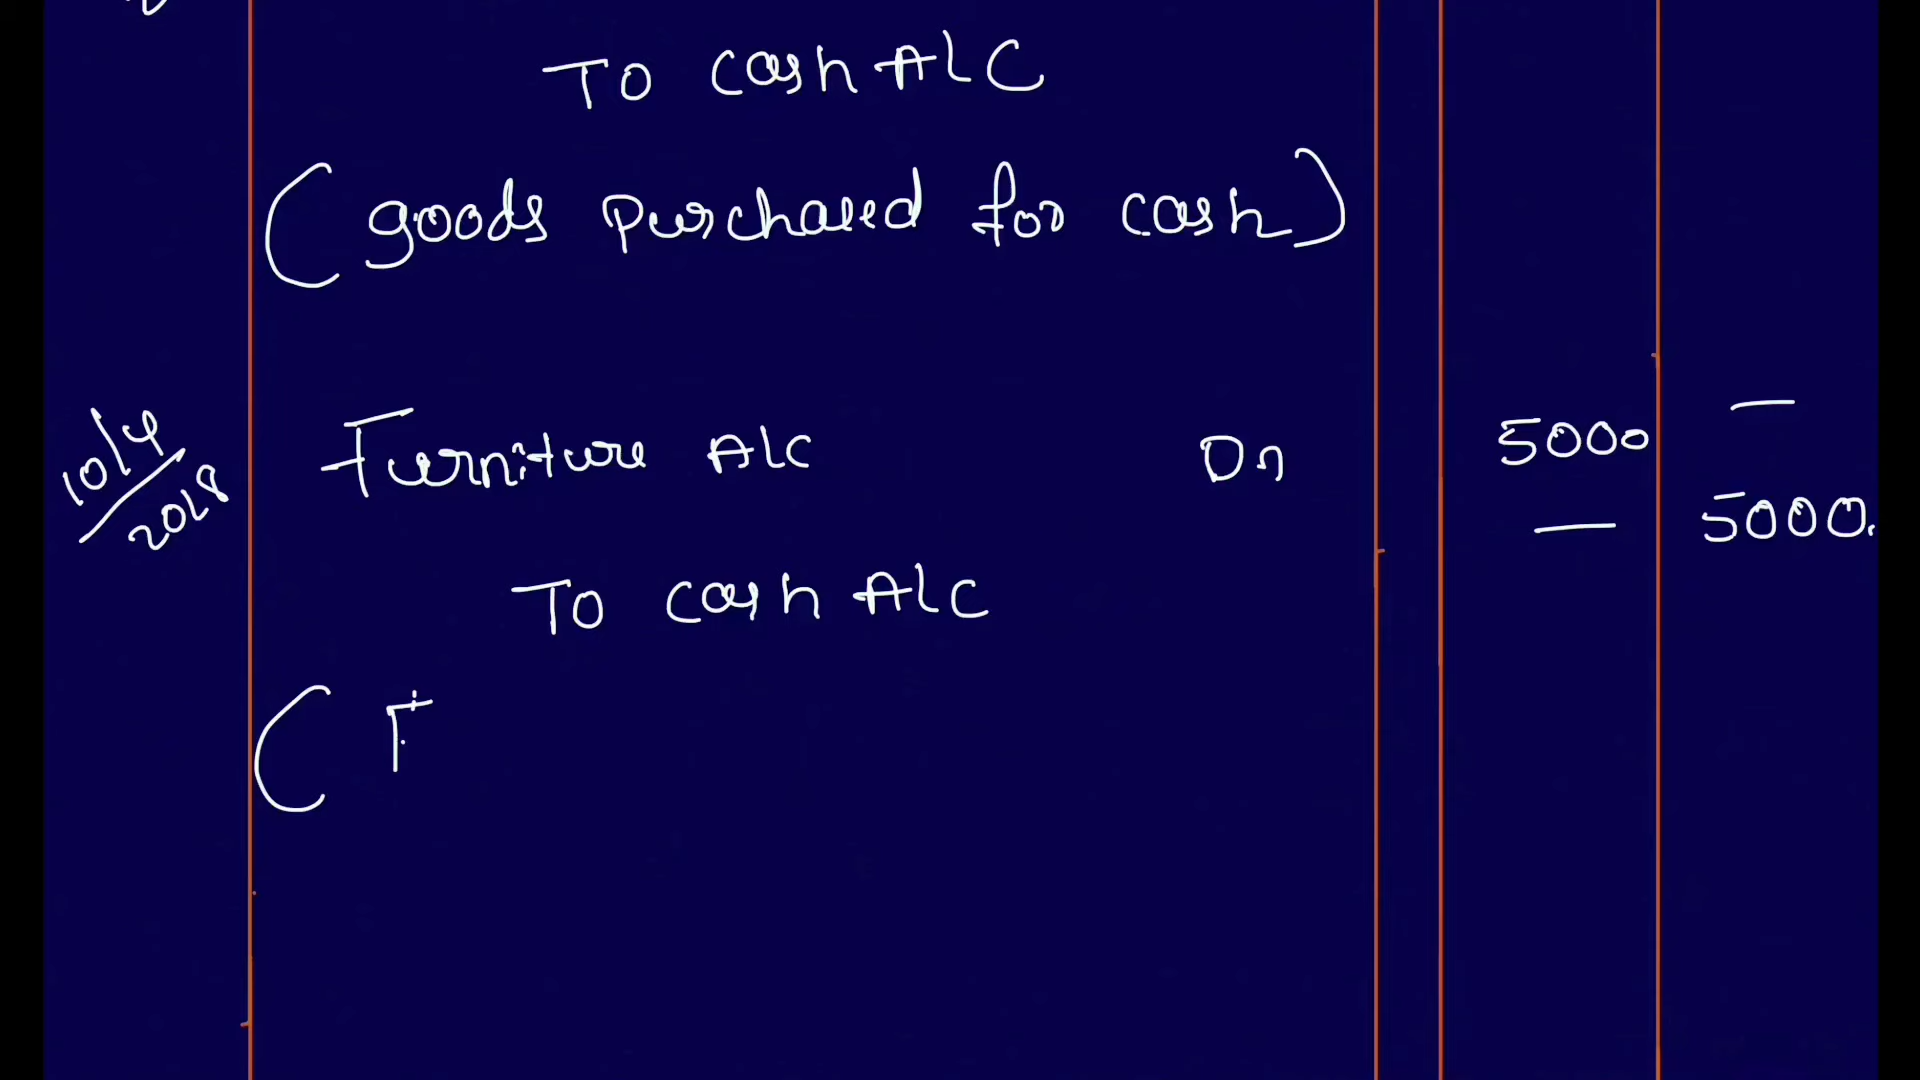 To cash A/C
(goods purchased for cash)
10/4/2018 Furniture A/C Dr 5000 —
To cash A/C — 5000.
( F